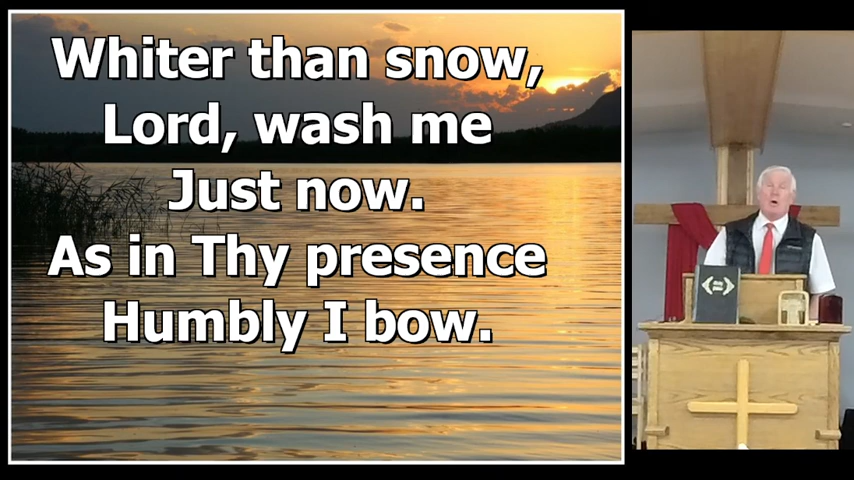 Whiter than snow,
Lord, wash me
Just now.
As in Thy presence
Humbly I bow.